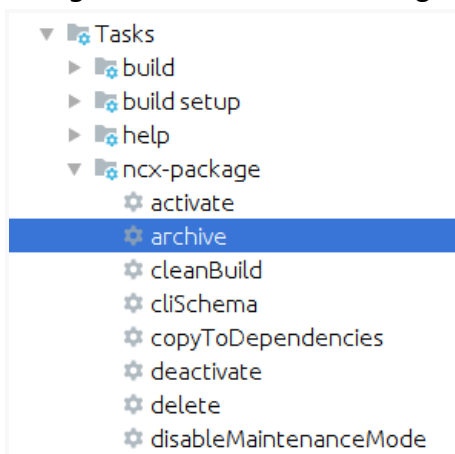 Tasks
build
build setup
help
ncx-package
activate
archive
cleanBuild
cliSchema
copyToDependencies
deactivate
delete
disableMaintenanceMode